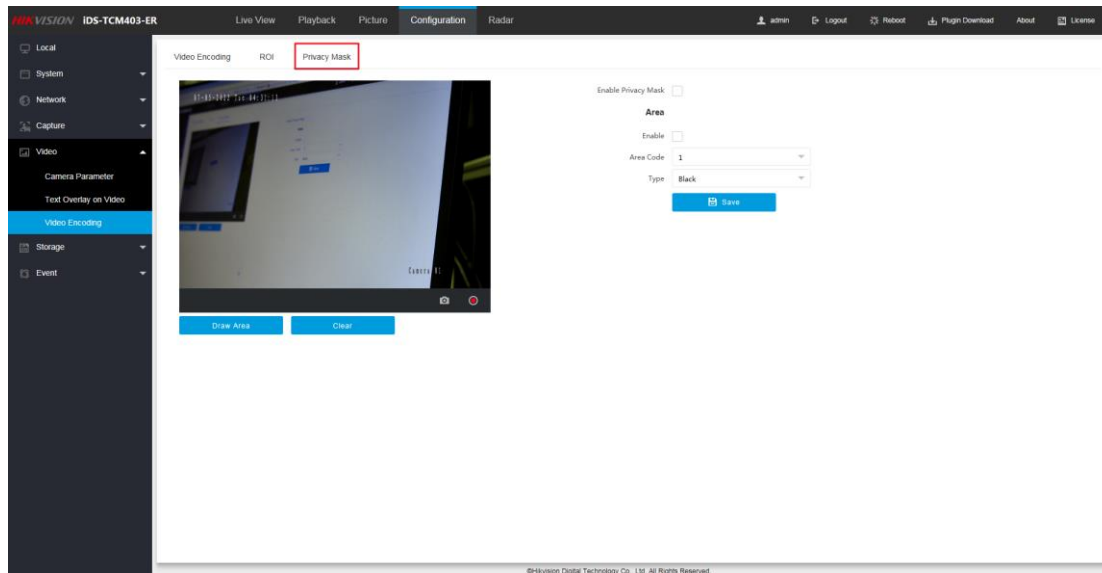 HIKVISION iDS-TCM403-ER Live View Playback Picture Configuration Radar admin Logout Reboot Plugin Download About License
Local
System
Network
Capture
Video
Camera Parameter
Text Overlay on Video
Video Encoding
Storage
Event
Video Encoding ROI Privacy Mask
Camera 01
Draw Area Clear
Enable Privacy Mask
Area
Enable
Area Code 1
Type Black
Save
©Hikvision Digital Technology Co., Ltd. All Rights Reserved.